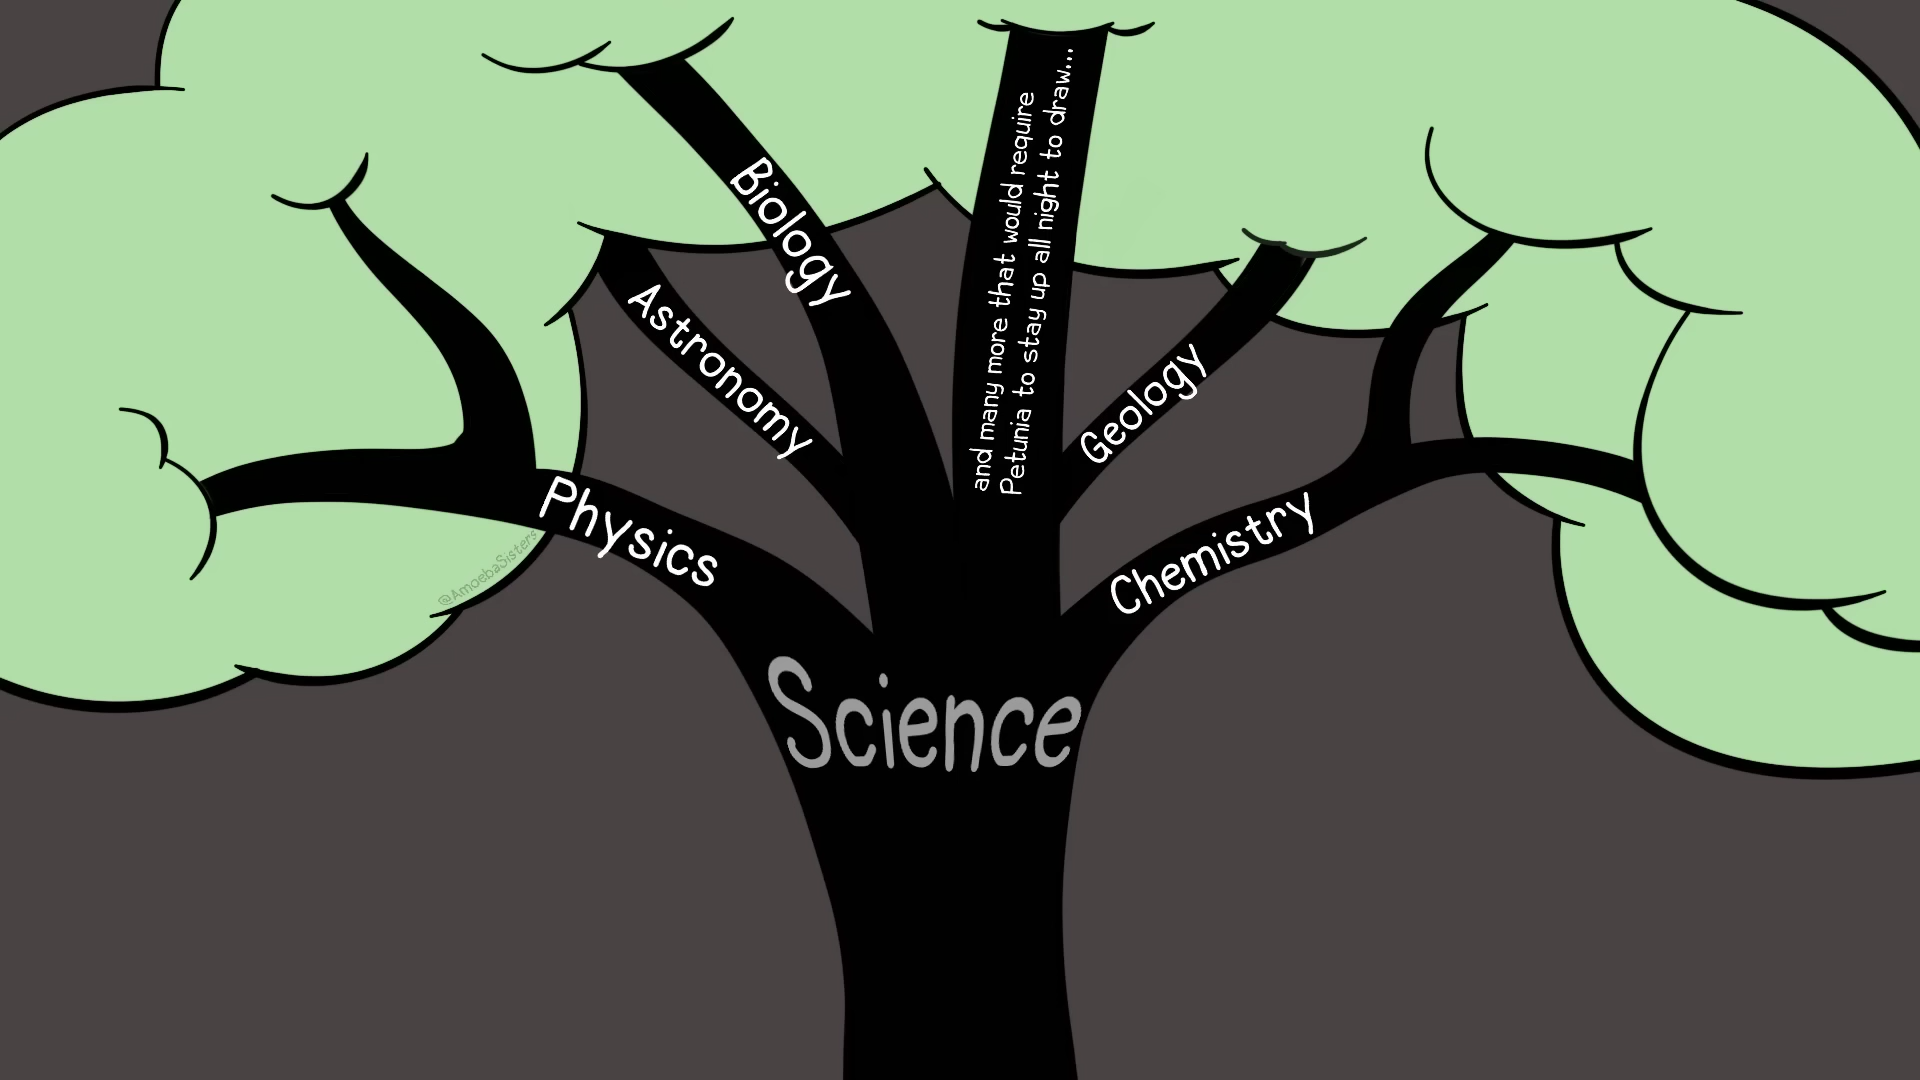 Biology
Astronomy
and many more that would require
Petunia to stay up all night to draw...
Geology
Physics
Chemistry
@AmoebaSisters
Science